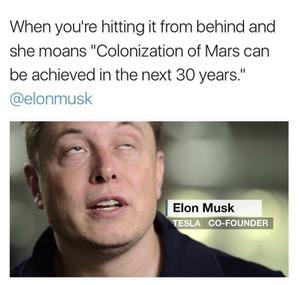 When you're hitting it from behind and
she moans "Colonization of Mars can
be achieved in the next 30 years."
@elonmusk
Elon Musk
TESLA CO-FOUNDER